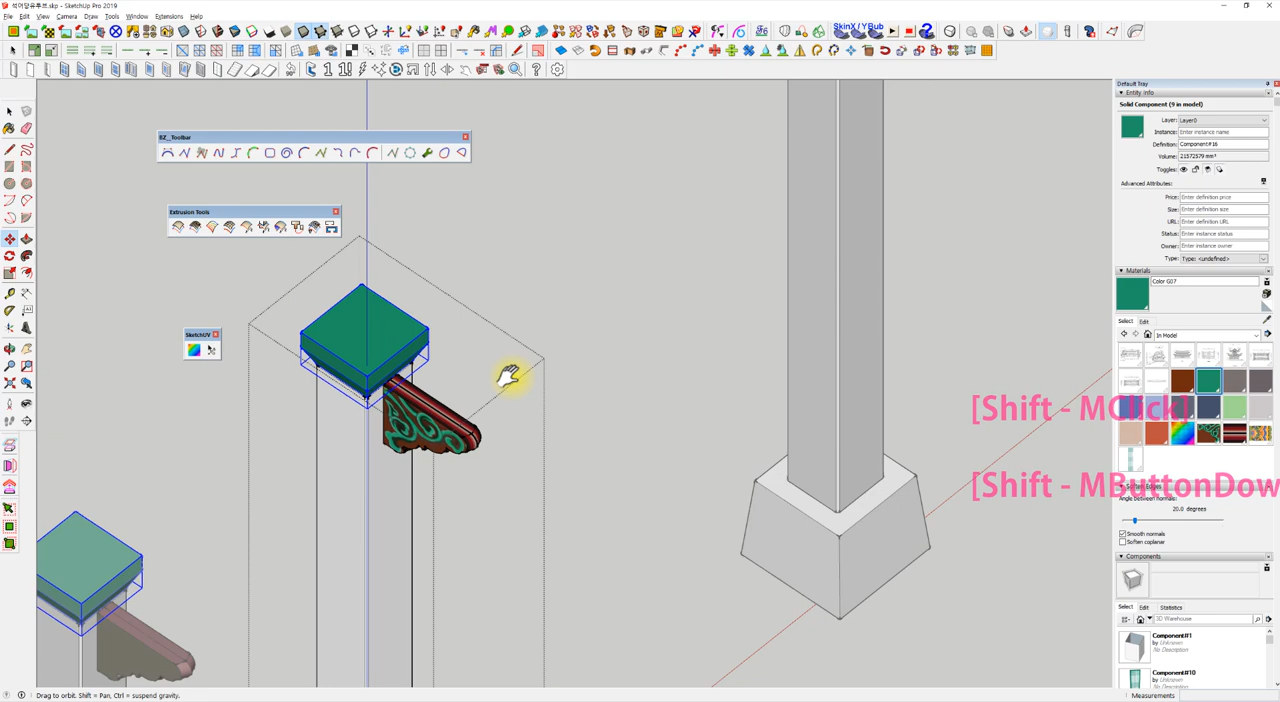 석어당유루프.skp - SketchUp Pro 2019
File Edit View Camera Draw Tools Window Extensions Help
SkinX / YBub
BZ__Toolbar
Extrusion Tools
SketchUV
[Shift - MClick]
[Shift - MButtonDow
Default Tray
Entity Info
Solid Component (9 in model)
Layer: Layer0
Instance: Enter instance name
Definition: Component#16
Volume: 21372579 mm³
Toggles:
Advanced Attributes:
Price: Enter definition price
Size: Enter definition size
URL: Enter definition URL
Status: Enter instance status
Owner: Enter instance owner
Type: Type: <undefined>
Materials
Color G07
Select Edit
In Model
Soften Edges
Angle between normals:
20.0 degrees
Smooth normals
Soften coplanar
Components
Select Edit Statistics
3D Warehouse
Component#1
by Unknown
No Description
Component#10
by Unknown
No Description
Drag to orbit. Shift = Pan, Ctrl = suspend gravity.
Measurements